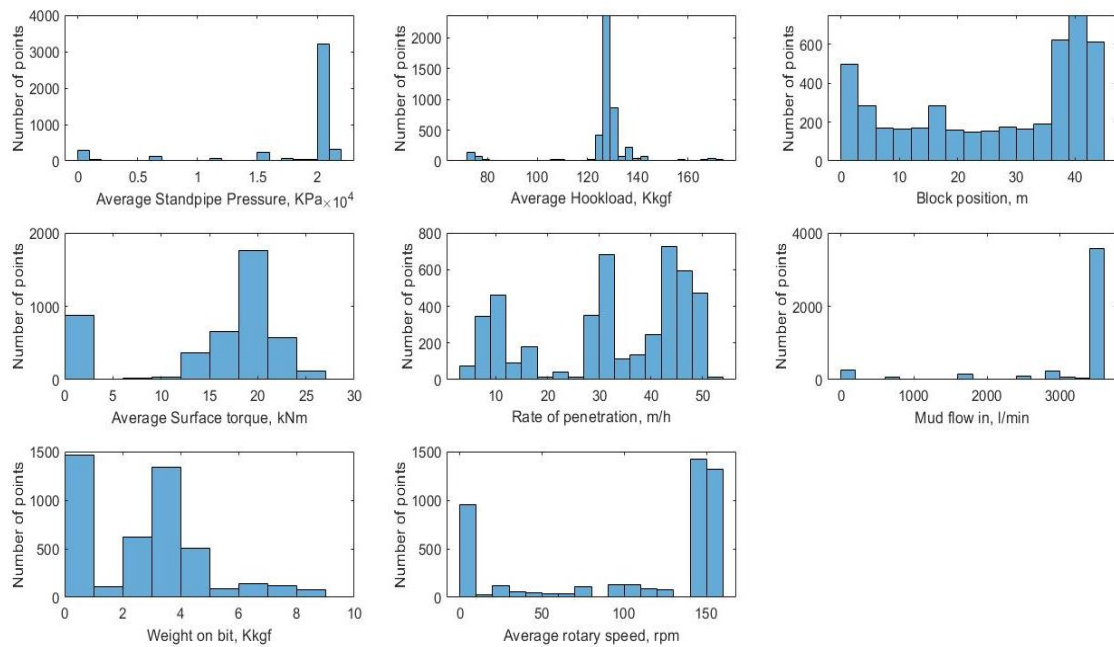 4000
3000
2000
1000
0
Number of points
0 0.5 1 1.5 2
Average Standpipe Pressure, KPa×10⁴
2000
1500
1000
500
0
Number of points
80 100 120 140 160
Average Hookload, Kkgf
600
400
200
0
Number of points
0 10 20 30 40
Block position, m
2000
1000
0
Number of points
0 5 10 15 20 25 30
Average Surface torque, kNm
800
600
400
200
0
Number of points
10 20 30 40 50
Rate of penetration, m/h
4000
2000
0
Number of points
0 1000 2000 3000
Mud flow in, l/min
1500
1000
500
0
Number of points
0 2 4 6 8 10
Weight on bit, Kkgf
1500
1000
500
0
Number of points
0 50 100 150
Average rotary speed, rpm